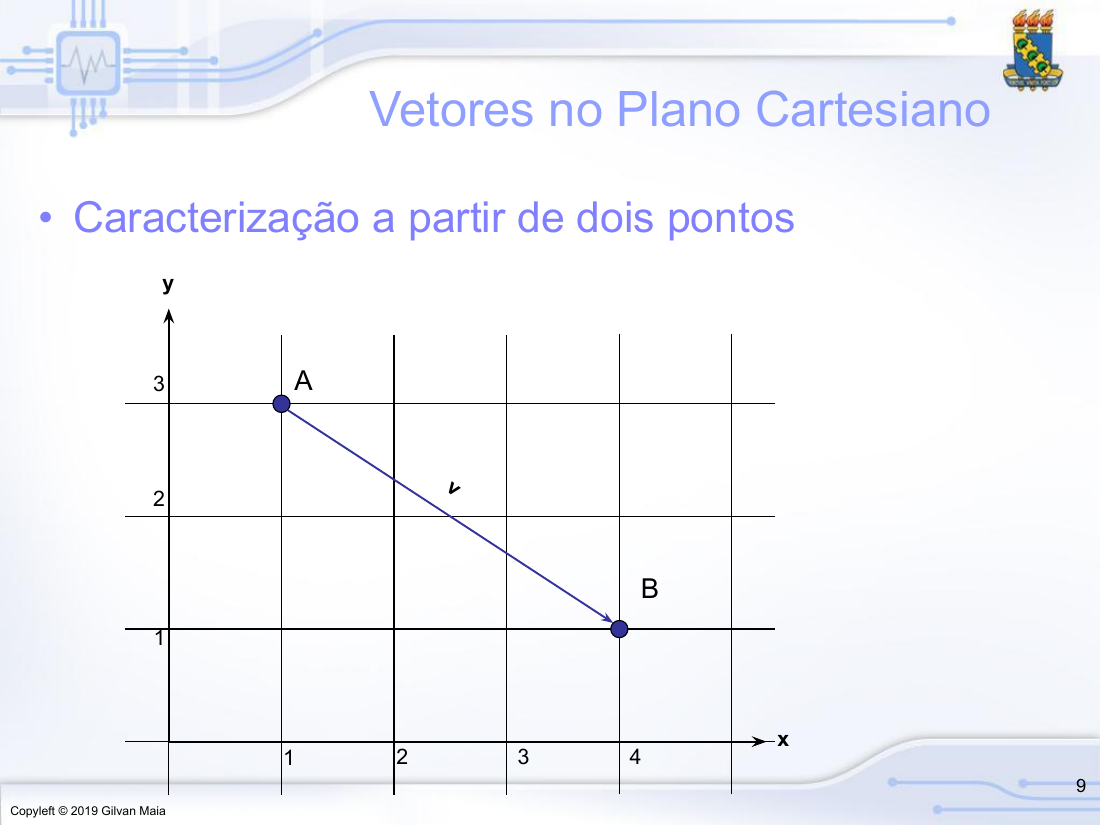 Vetores no Plano Cartesiano
• Caracterização a partir de dois pontos
y
3
A
2
v
B
1
x
1 2 3 4
9
Copyleft © 2019 Gilvan Maia